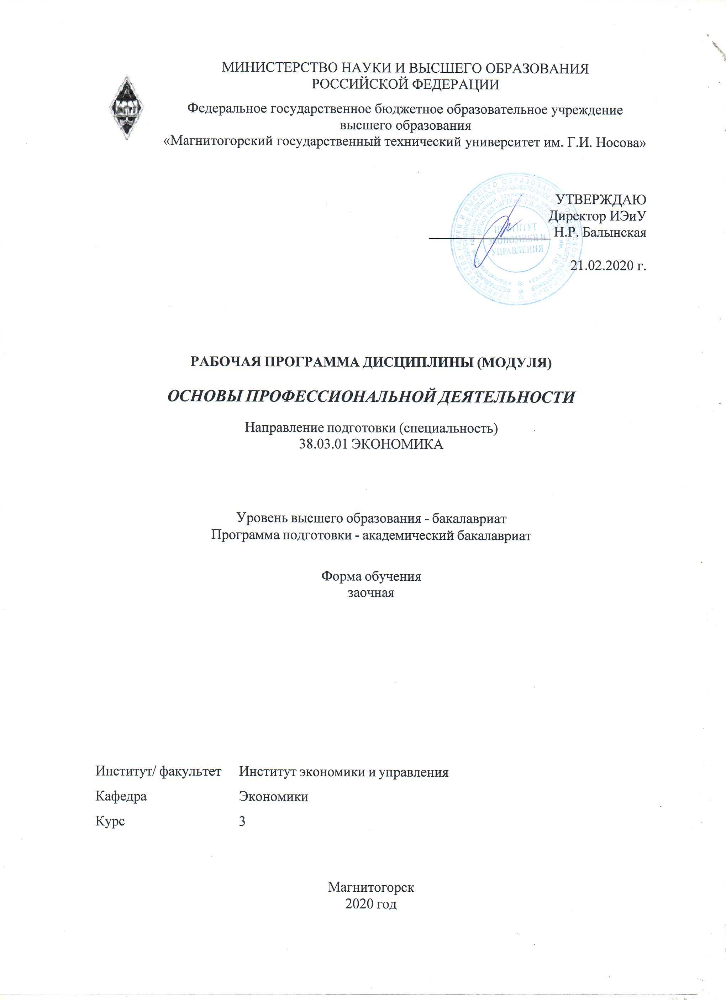 МИНИСТЕРСТВО НАУКИ И ВЫСШЕГО ОБРАЗОВАНИЯ
РОССИЙСКОЙ ФЕДЕРАЦИИ
Федеральное государственное бюджетное образовательное учреждение
высшего образования
«Магнитогорский государственный технический университет им. Г.И. Носова»
УТВЕРЖДАЮ
Директор ИЭиУ
Н.Р. Балынская
21.02.2020 г.
ИНСТИТУТ
ЭКОНОМИКИ И
УПРАВЛЕНИЯ
РАБОЧАЯ ПРОГРАММА ДИСЦИПЛИНЫ (МОДУЛЯ)
ОСНОВЫ ПРОФЕССИОНАЛЬНОЙ ДЕЯТЕЛЬНОСТИ
Направление подготовки (специальность)
38.03.01 ЭКОНОМИКА
Уровень высшего образования - бакалавриат
Программа подготовки - академический бакалавриат
Форма обучения
заочная
Институт/ факультет Институт экономики и управления
Кафедра Экономики
Курс 3
Магнитогорск
2020 год